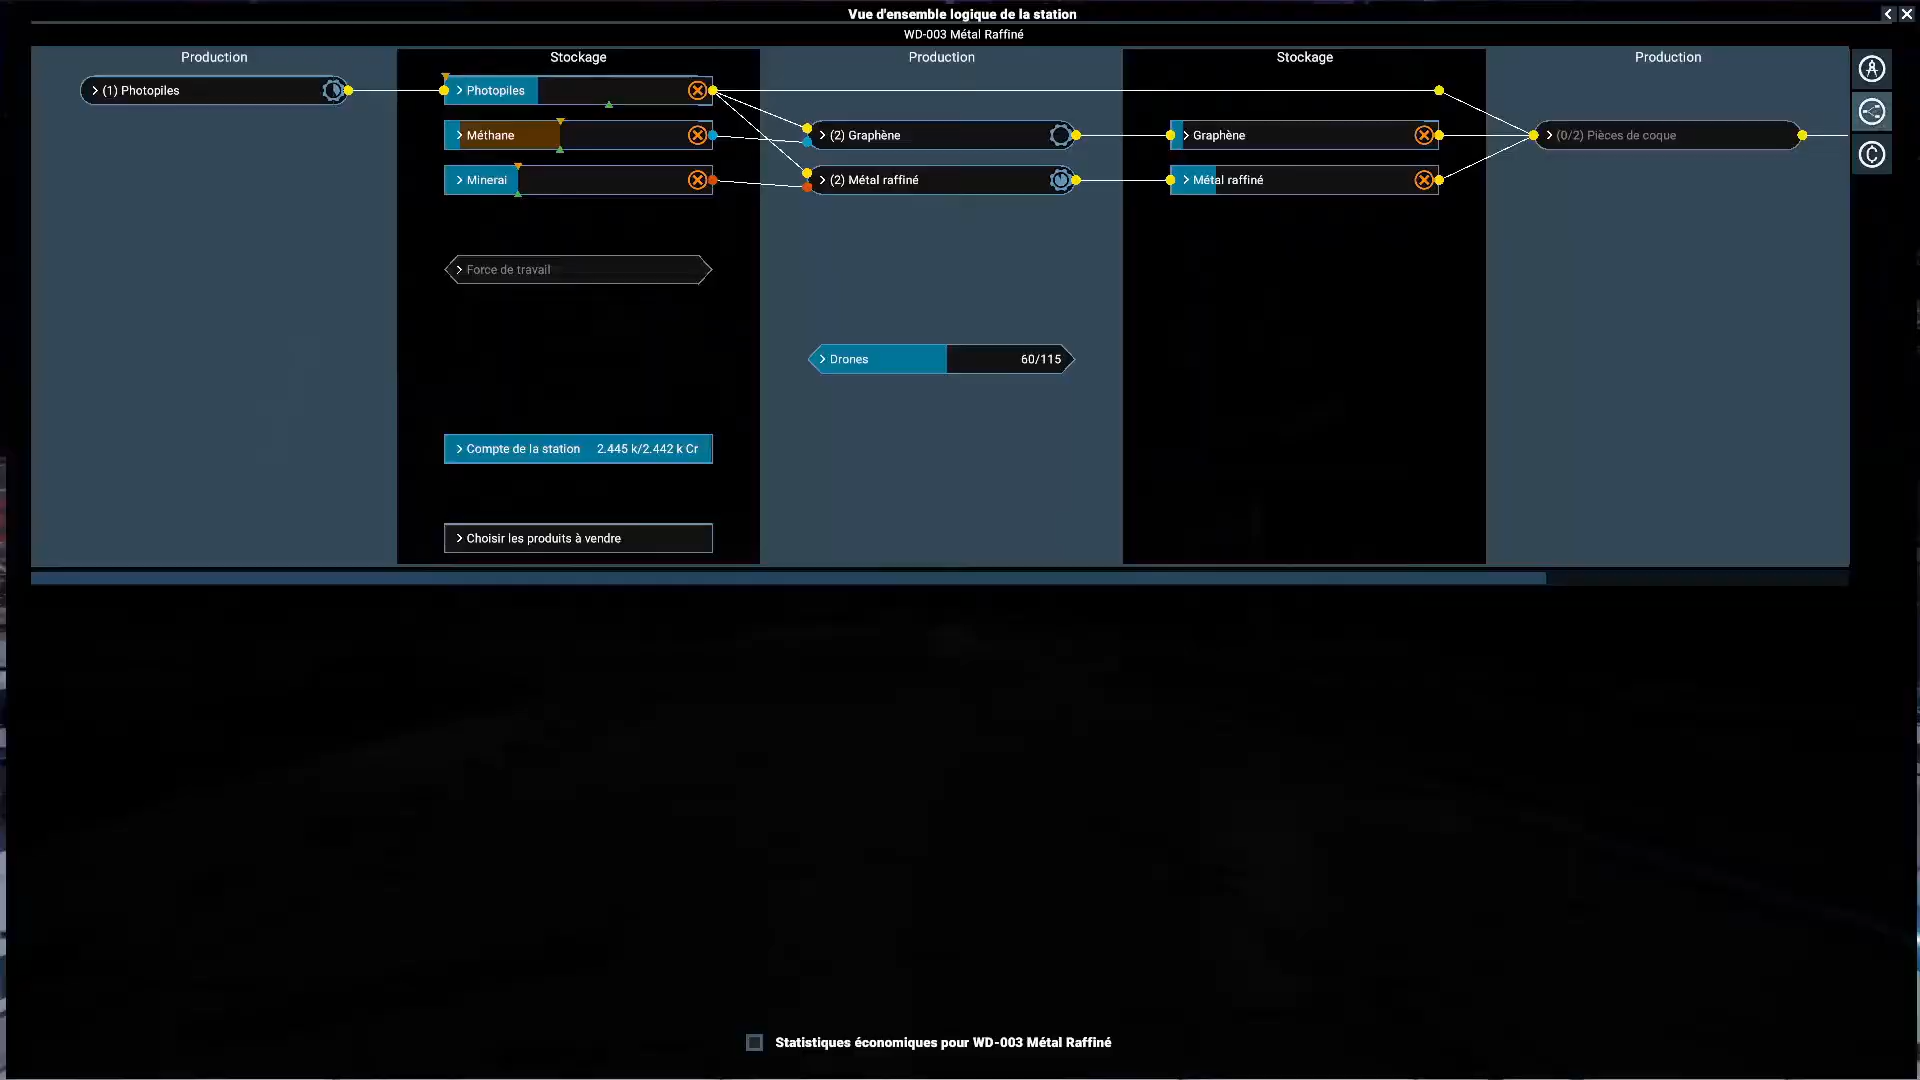 Vue d'ensemble logique de la station
WD-003 Métal Raffiné
Production
Stockage
Production
Stockage
Production
(1) Photopiles
Photopiles
Méthane
(2) Graphène
Graphène
(0/2) Pièces de coque
Minerai
(2) Métal raffiné
Métal raffiné
Force de travail
Drones 60/115
Compte de la station 2.445 k/2.442 k Cr
Choisir les produits à vendre
Statistiques économiques pour WD-003 Métal Raffiné